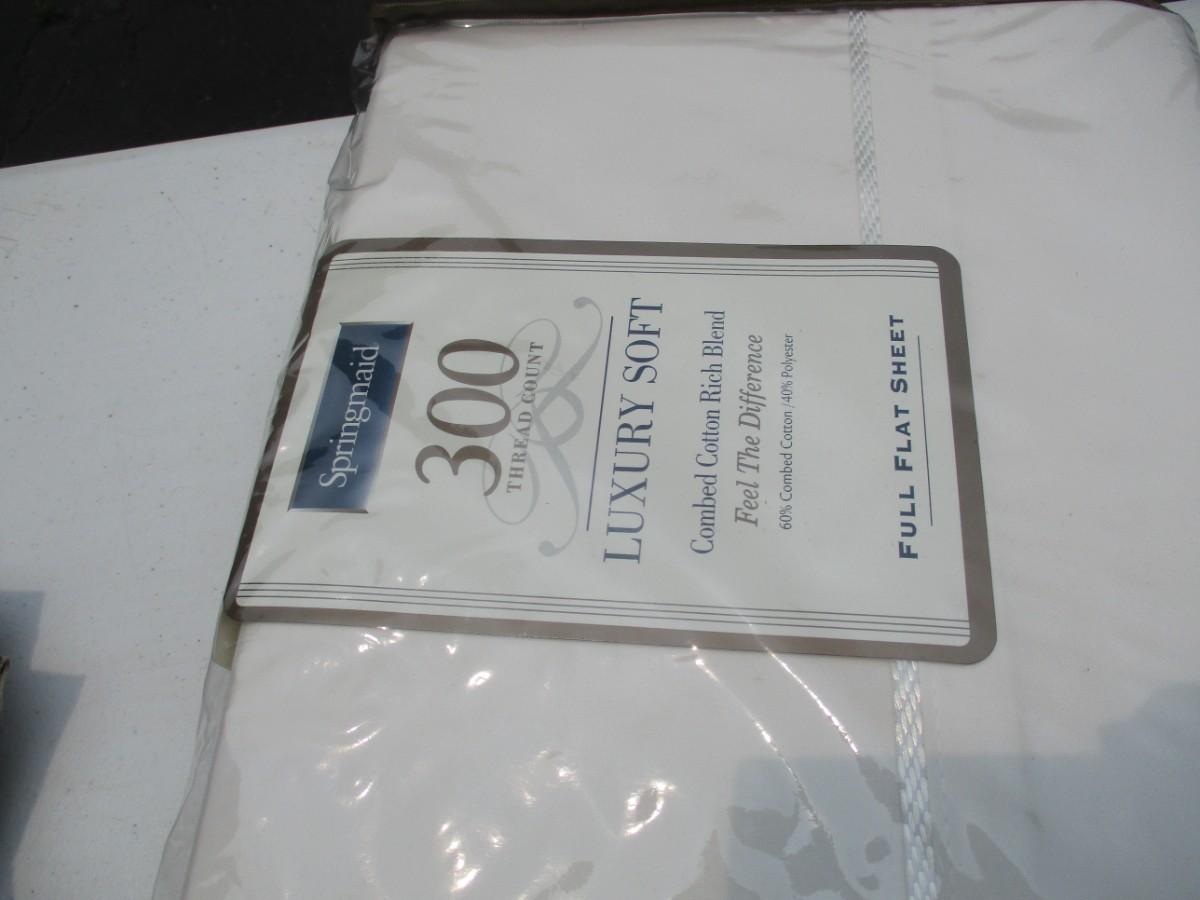 Springmaid
300
THREAD COUNT
LUXURY SOFT
Combed Cotton Rich Blend
Feel The Difference
60% Combed Cotton / 40% Polyester
FULL FLAT SHEET